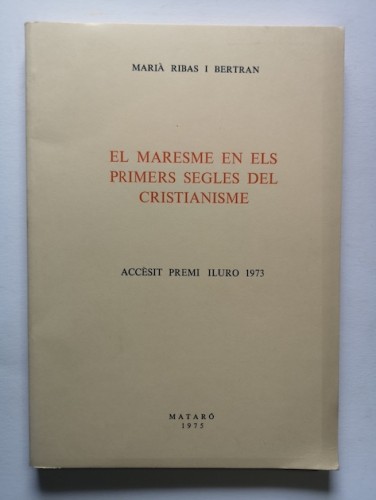 MARIÀ RIBAS I BERTRAN
EL MARESME EN ELS
PRIMERS SEGLES DEL
CRISTIANISME
ACCÈSIT PREMI ILURO 1973
MATARÓ
1975